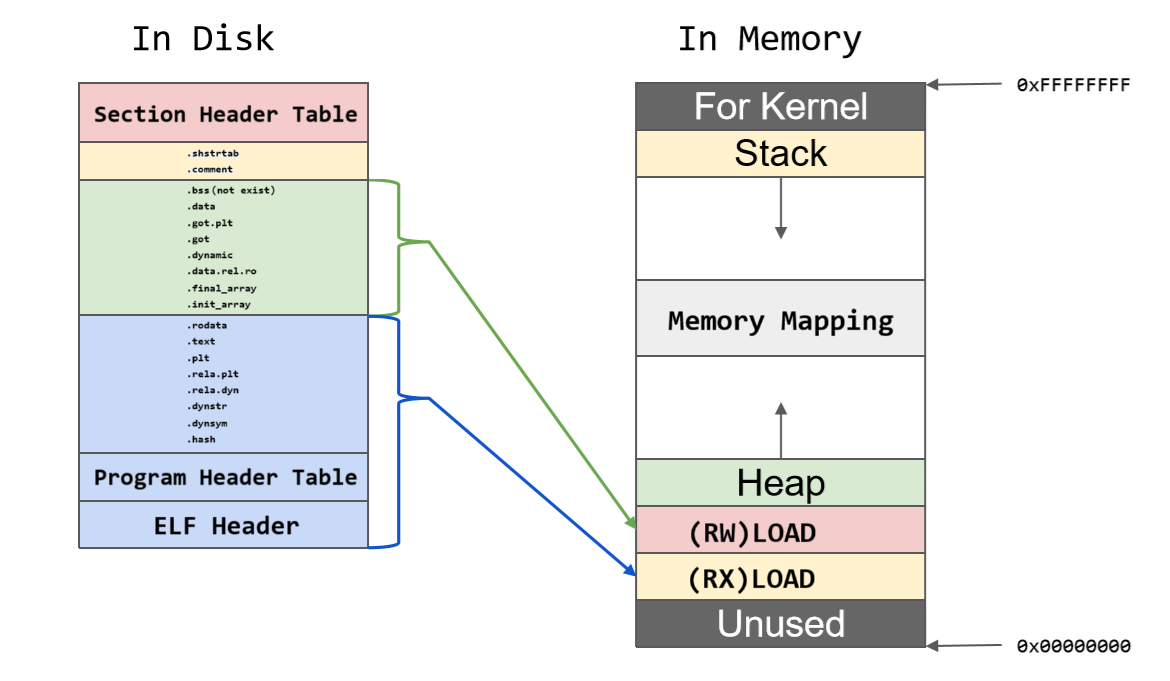 In Disk
Section Header Table
.shstrtab
.comment
.bss(not exist)
.data
.got.plt
.got
.dynamic
.data.rel.ro
.final_array
.init_array
.rodata
.text
.plt
.rela.plt
.rela.dyn
.dynstr
.dynsym
.hash
Program Header Table
ELF Header
In Memory
For Kernel
Stack
Memory Mapping
Heap
(RW)LOAD
(RX)LOAD
Unused
0xFFFFFFFF
0x00000000